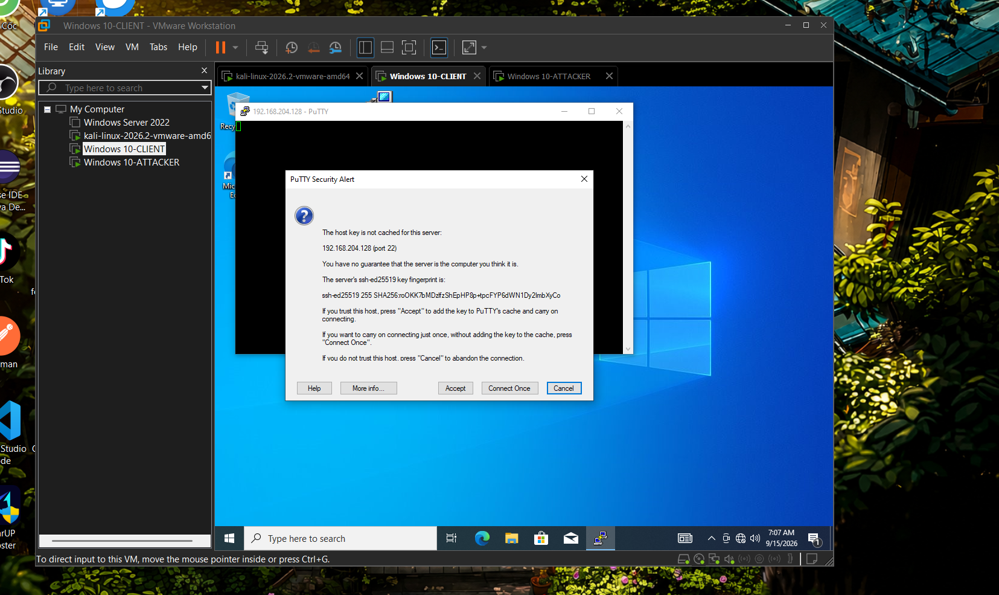 Cốc
Studio
se IDE
va De...
Tok
fo
man
Studio
ode
arUP
oster
Windows 10-CLIENT - VMware Workstation
File Edit View VM Tabs Help
Library
Type here to search
My Computer
Windows Server 2022
kali-linux-2026.2-vmware-amd6
Windows 10-CLIENT
Windows 10-ATTACKER
kali-linux-2026.2-vmware-amd64
Windows 10-CLIENT
Windows 10-ATTACKER
Recy
Mic
Ed
192.168.204.128 - PuTTY
PuTTY Security Alert
The host key is not cached for this server:
192.168.204.128 (port 22)
You have no guarantee that the server is the computer you think it is.
The server's ssh-ed25519 key fingerprint is:
If you trust this host, press "Accept" to add the key to PuTTY's cache and carry on
connecting.
If you want to carry on connecting just once, without adding the key to the cache, press
"Connect Once".
If you do not trust this host, press "Cancel" to abandon the connection.
Help More info... Accept Connect Once Cancel
Type here to search
7:07 AM
9/15/2026
1
To direct input to this VM, move the mouse pointer inside or press Ctrl+G.